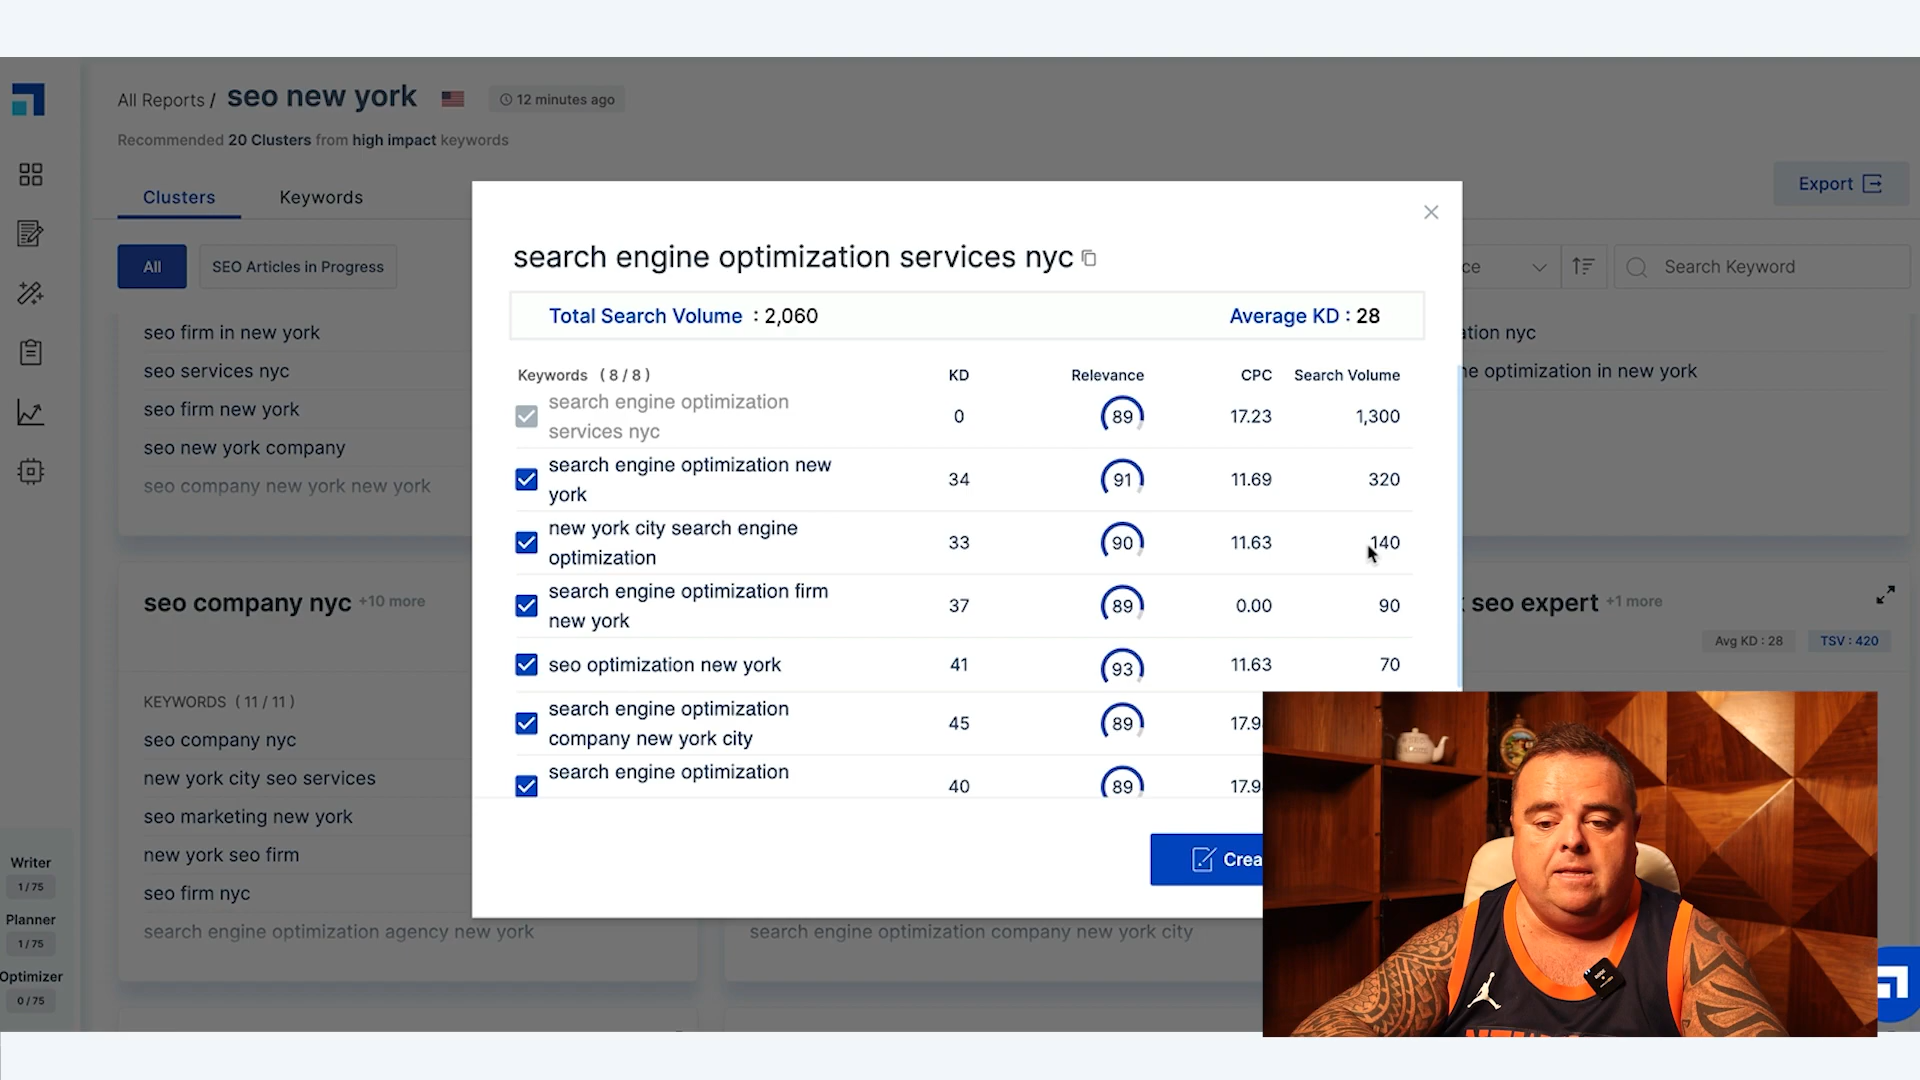 All Reports / seo new york 12 minutes ago
Recommended 20 Clusters from high impact keywords
Clusters Keywords
Export
All SEO Articles in Progress
ce Search Keyword
seo firm in new york
seo services nyc
seo firm new york
seo new york company
seo company new york new york
seo company nyc +10 more
KEYWORDS (11 / 11)
seo company nyc
new york city seo services
seo marketing new york
new york seo firm
seo firm nyc
search engine optimization agency new york
Writer
1 / 75
Planner
1 / 75
Optimizer
0 / 75
search engine optimization services nyc
Total Search Volume : 2,060 Average KD : 28
Keywords (8/8) KD Relevance CPC Search Volume
search engine optimization
services nyc 0 89 17.23 1,300
search engine optimization new
york 34 91 11.69 320
new york city search engine
optimization 33 90 11.63 140
search engine optimization firm
new york 37 89 0.00 90
seo optimization new york 41 93 11.63 70
search engine optimization
company new york city 45 89 17.9
search engine optimization
40 89 17.9
Crea
search engine optimization company new york city
ation nyc
ne optimization in new york
seo expert +1 more
Avg KD : 28 TSV : 420